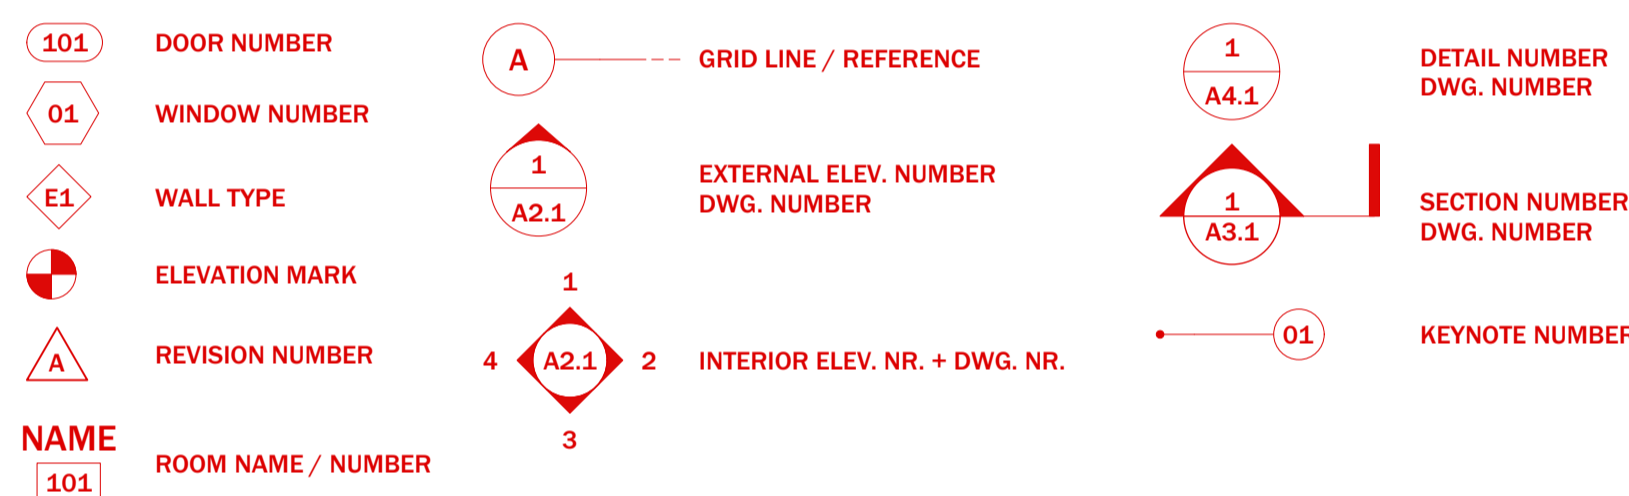 101 DOOR NUMBER
01 WINDOW NUMBER
E1 WALL TYPE
ELEVATION MARK
A REVISION NUMBER
NAME
101
ROOM NAME / NUMBER
A GRID LINE / REFERENCE
1
A2.1
EXTERNAL ELEV. NUMBER
DWG. NUMBER
1
4 A2.1 2
3
INTERIOR ELEV. NR. + DWG. NR.
1
A4.1
DETAIL NUMBER
DWG. NUMBER
1
A3.1
SECTION NUMBER
DWG. NUMBER
01 KEYNOTE NUMBER